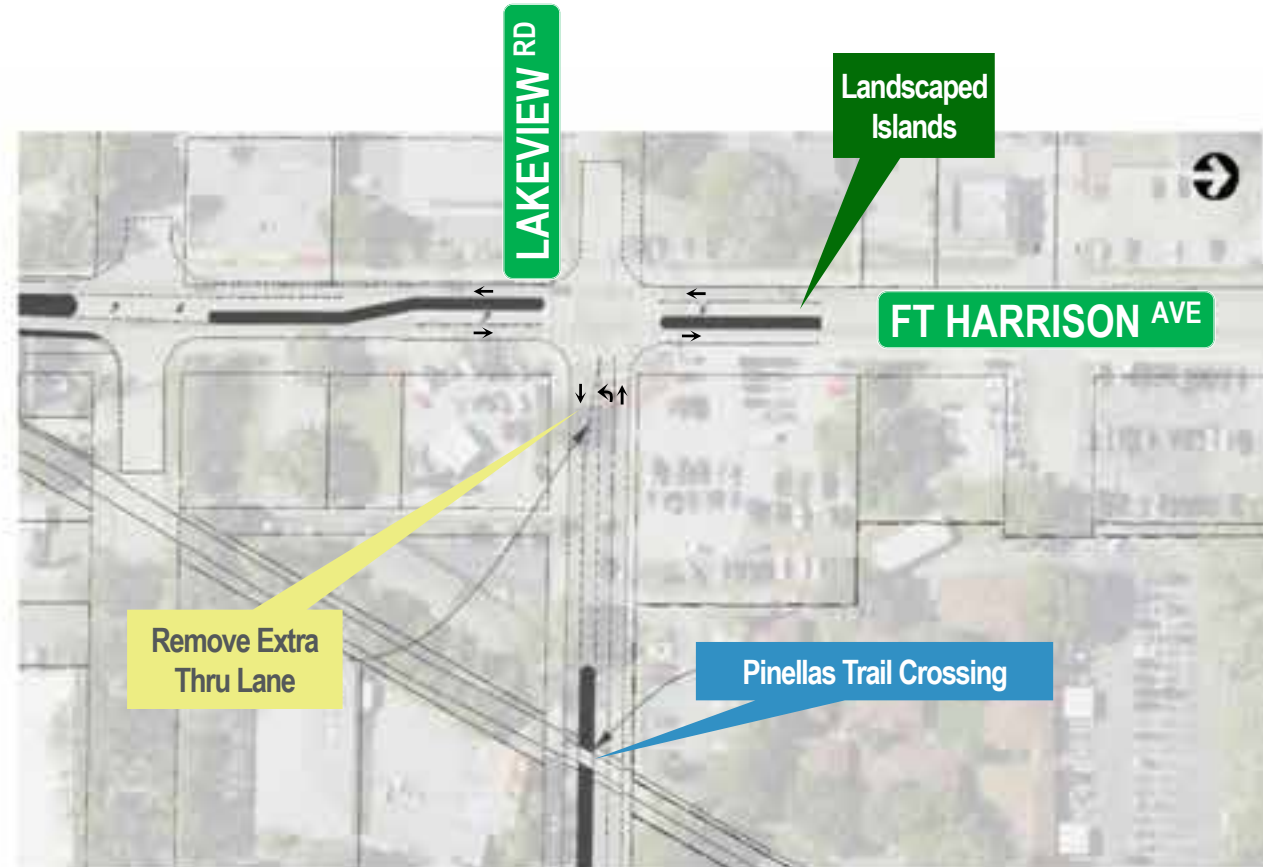 LAKEVIEW RD
Landscaped
Islands
FT HARRISON AVE
Remove Extra
Thru Lane
Pinellas Trail Crossing